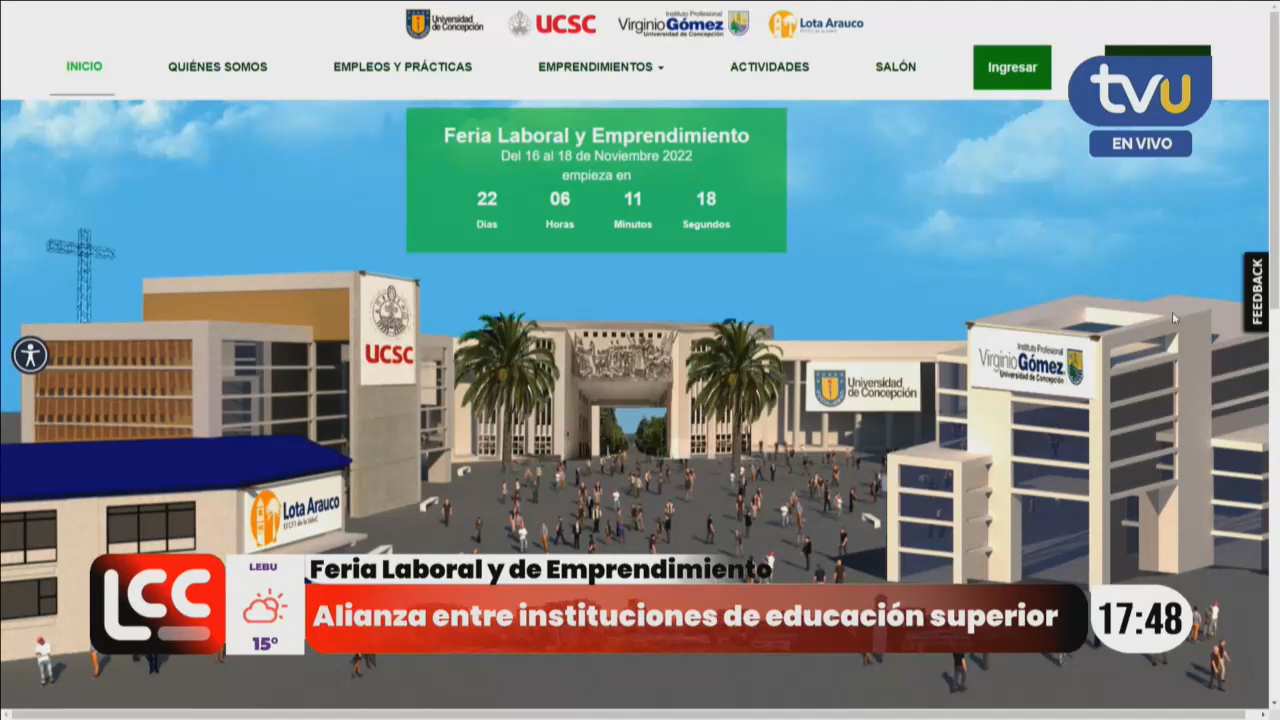 Universidad
de Concepción
UCSC
Instituto Profesional
Virginio Gómez
Universidad de Concepción
Lota Arauco
INICIO
QUIÉNES SOMOS
EMPLEOS Y PRÁCTICAS
EMPRENDIMIENTOS
ACTIVIDADES
SALÓN
Ingresar
tvu
EN VIVO
Feria Laboral y Emprendimiento
Del 16 al 18 de Noviembre 2022
empieza en
22 06 11 18
Dias Horas Minutos Segundos
FEEDBACK
UCSC
Instituto Profesional
Virginio Gómez
Universidad de Concepción
Universidad
de Concepción
Lota Arauco
LCC
LEBU
15°
Feria Laboral y de Emprendimiento
Alianza entre instituciones de educación superior
17:48